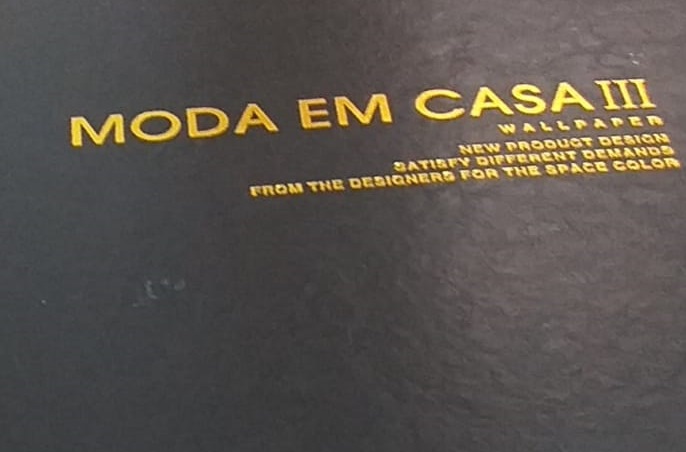 MODA EM CASA III
WALLPAPER
NEW PRODUCT DESIGN
SATISFY DIFFERENT DEMANDS
FROM THE DESIGNERS FOR THE SPACE COLOR